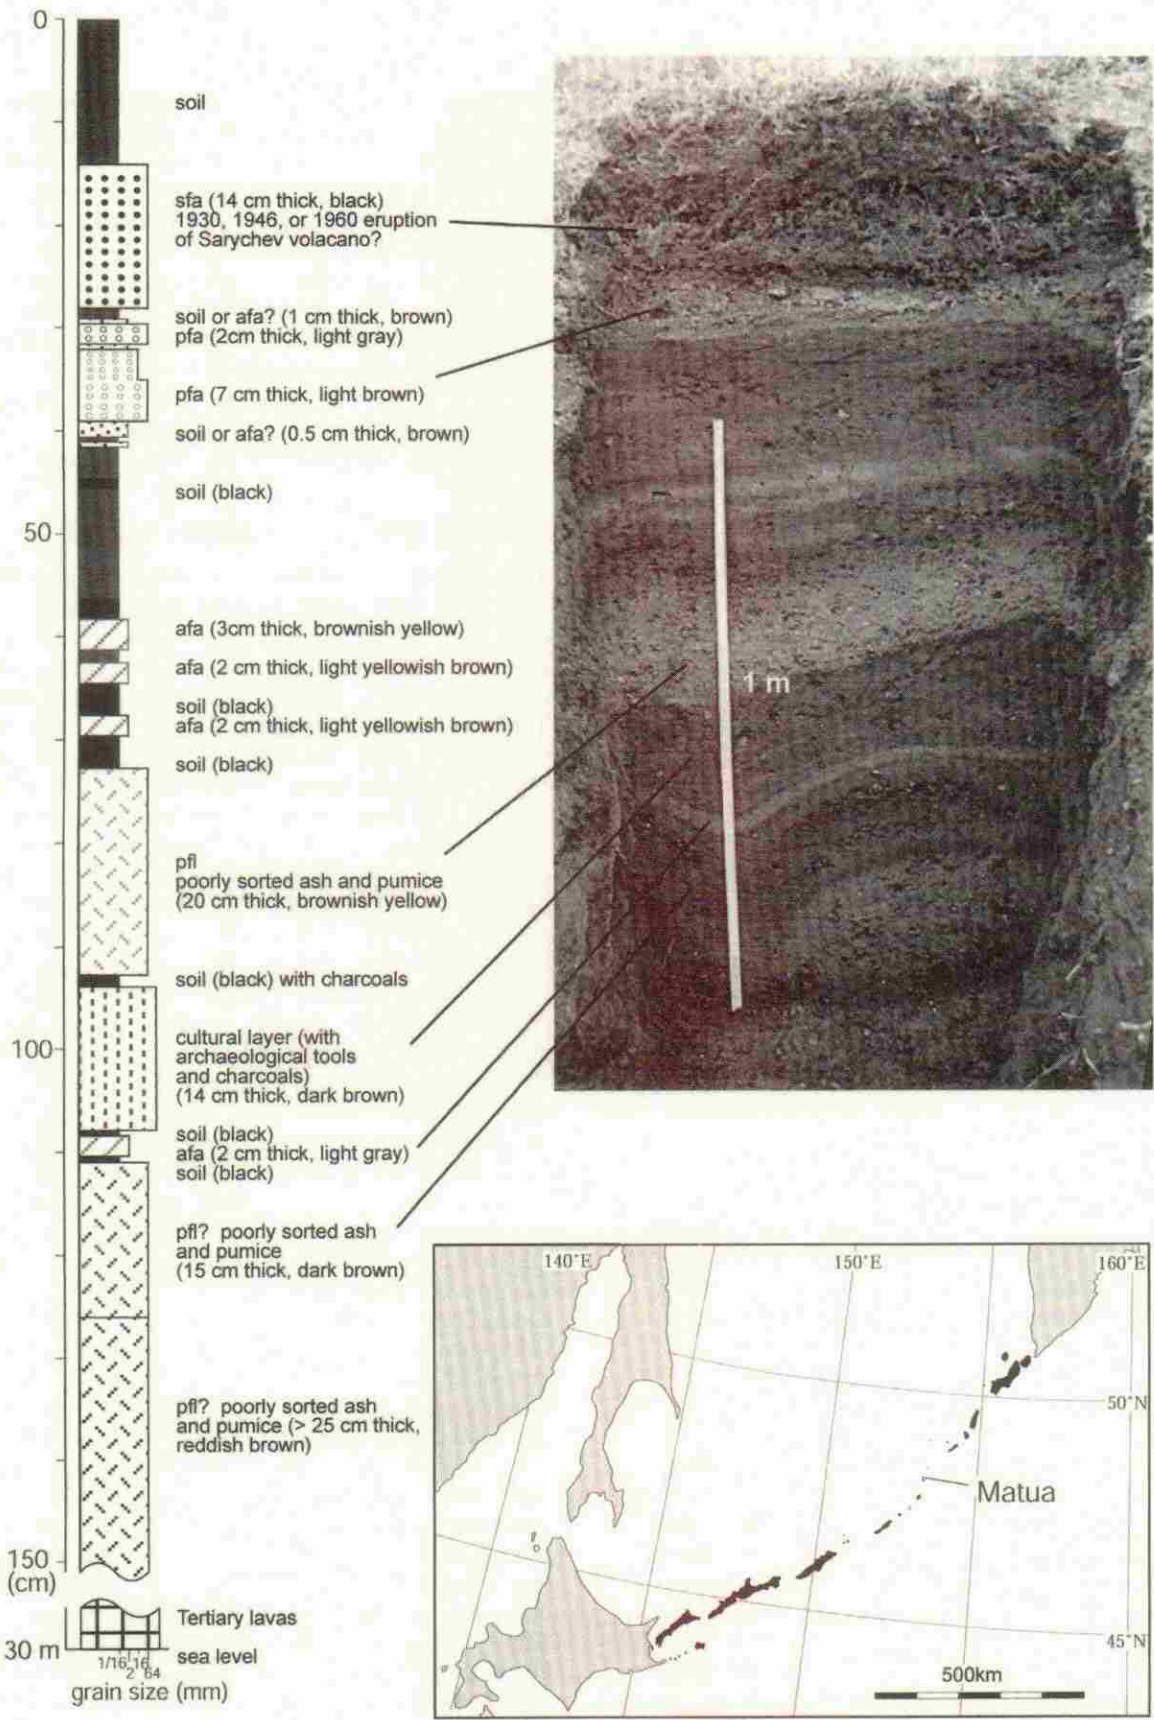 0
soil
sfa (14 cm thick, black)
1930, 1946, or 1960 eruption
of Sarychev volacano?
soil or afa? (1 cm thick, brown)
pfa (2cm thick, light gray)
pfa (7 cm thick, light brown)
soil or afa? (0.5 cm thick, brown)
soil (black)
50
afa (3cm thick, brownish yellow)
afa (2 cm thick, light yellowish brown)
soil (black)
afa (2 cm thick, light yellowish brown)
soil (black)
pfl
poorly sorted ash and pumice
(20 cm thick, brownish yellow)
soil (black) with charcoals
100
cultural layer (with
archaeological tools
and charcoals)
(14 cm thick, dark brown)
soil (black)
afa (2 cm thick, light gray)
soil (black)
pfl? poorly sorted ash
and pumice
(15 cm thick, dark brown)
pfl? poorly sorted ash
and pumice (> 25 cm thick,
reddish brown)
150
(cm)
Tertiary lavas
30 m
sea level
1/16 16
2 64
grain size (mm)
1 m
140°E
150°E
160°E
50°N
Matua
45°N
500km